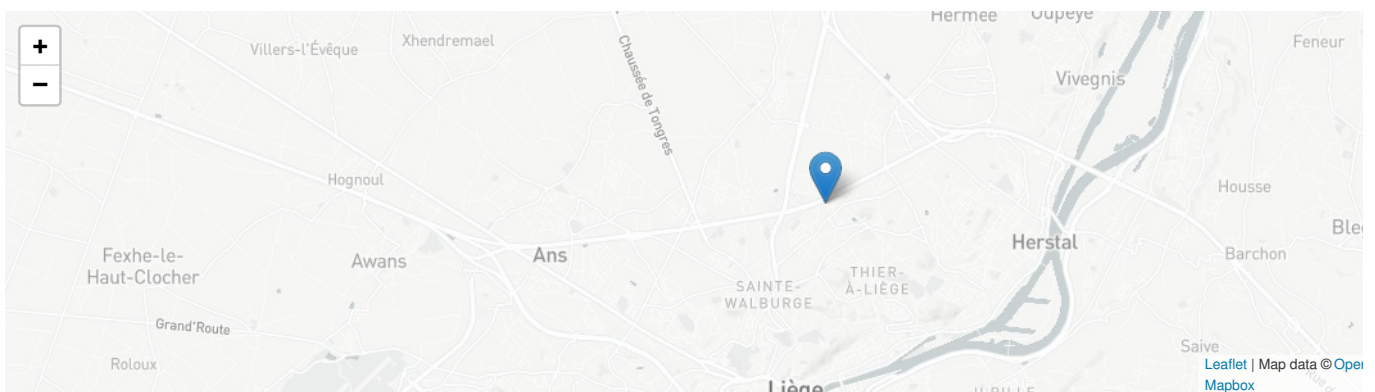 Hermée
Oupeye
+
Villers-l'Évêque
Xhendremael
Feneur
−
Chaussée de Tongres
Vivegnis
Hognoul
Housse
Herstal
Fexhe-le-
Haut-Clocher
Awans
Ans
Barchon
THIER-
À-LIÈGE
SAINTE-
WALBURGE
Grand'Route
Roloux
Saive
Leaflet | Map data © Open
Mapbox
Liège